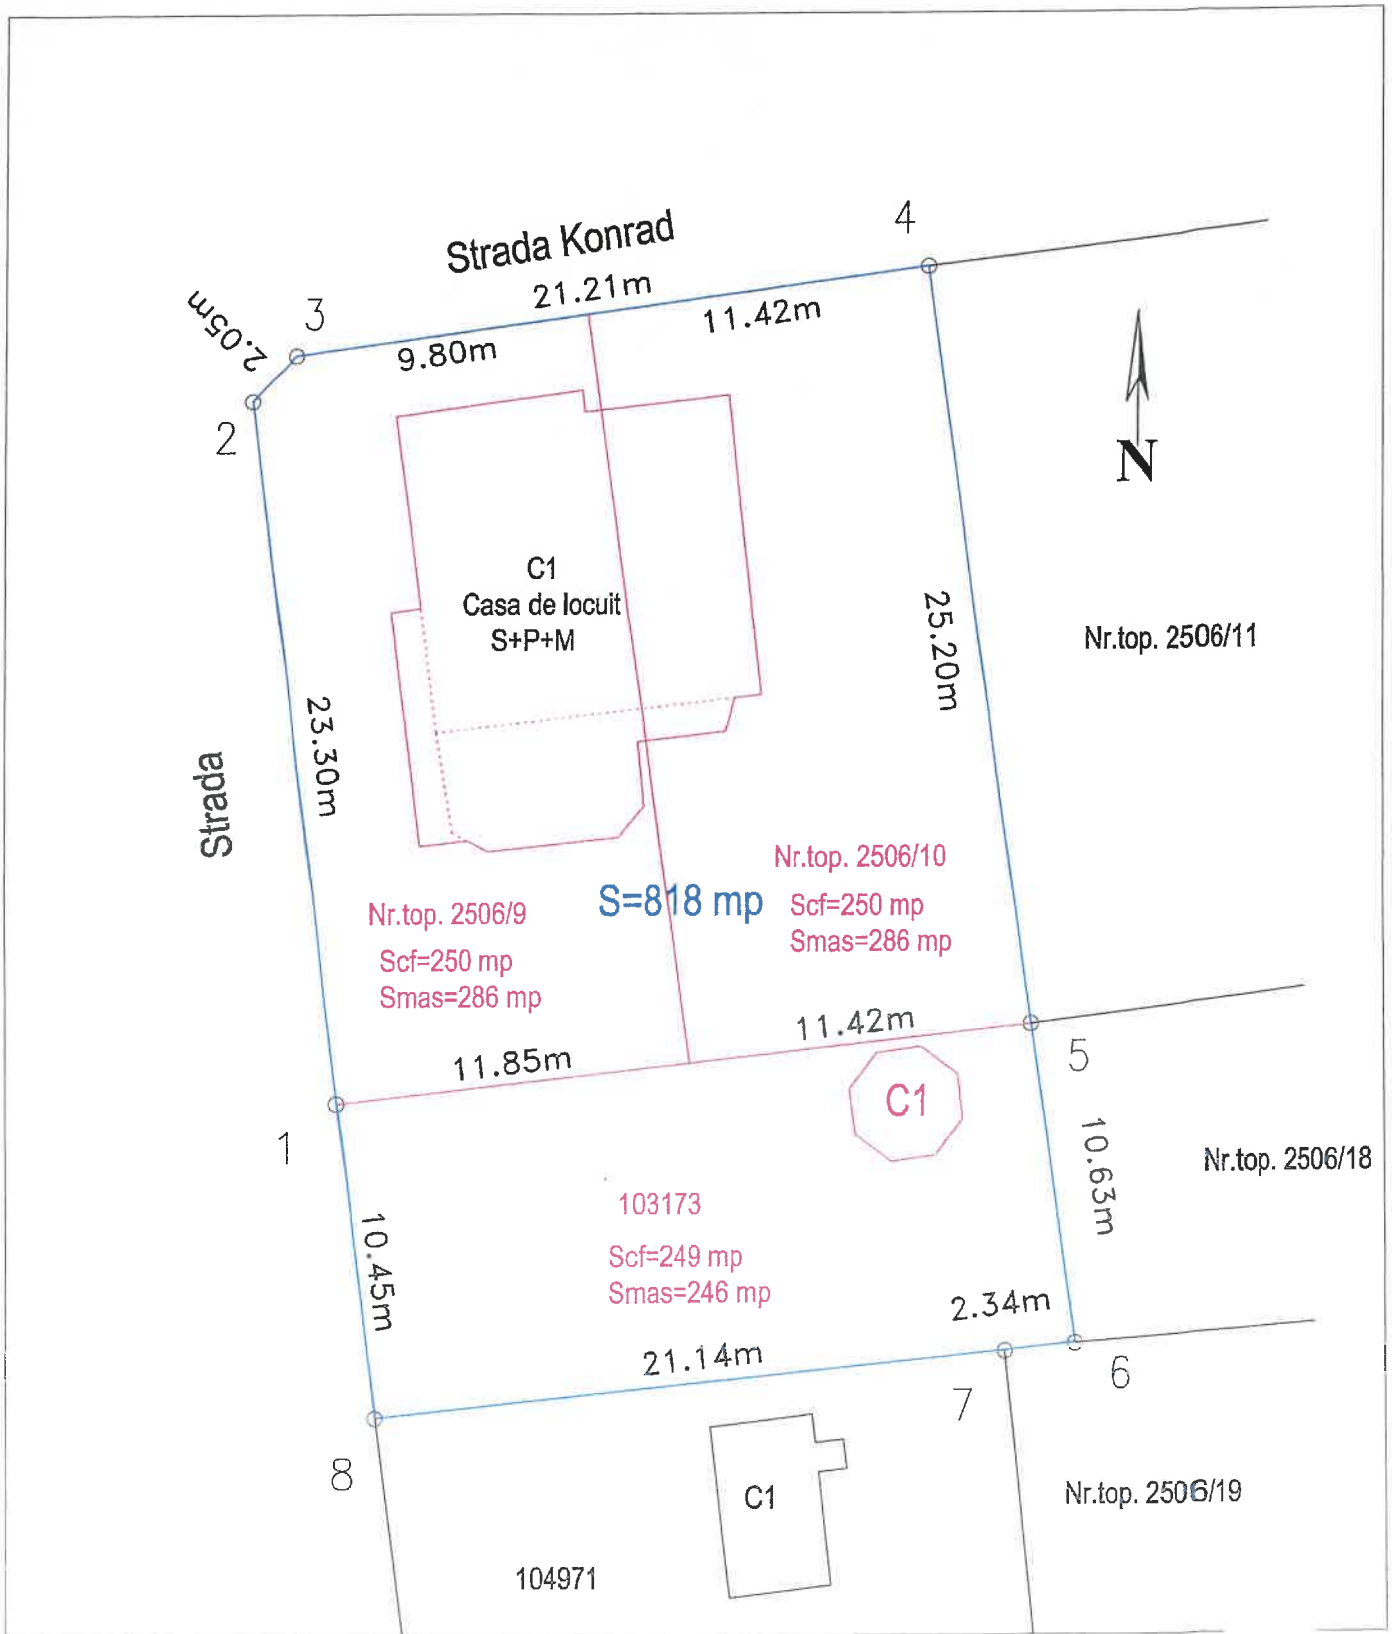 Strada Konrad
4
21.21m
3
11.42m
2.05m
9.80m
2
N
C1
Casa de locuit
S+P+M
25.20m
Nr.top. 2506/11
23.30m
Strada
Nr.top. 2506/10
S=818 mp
Scf=250 mp
Smas=286 mp
Nr.top. 2506/9
Scf=250 mp
Smas=286 mp
11.42m
11.85m
5
C1
1
10.63m
Nr.top. 2506/18
103173
Scf=249 mp
Smas=246 mp
10.45m
2.34m
21.14m
6
7
8
C1
Nr.top. 2506/19
104971